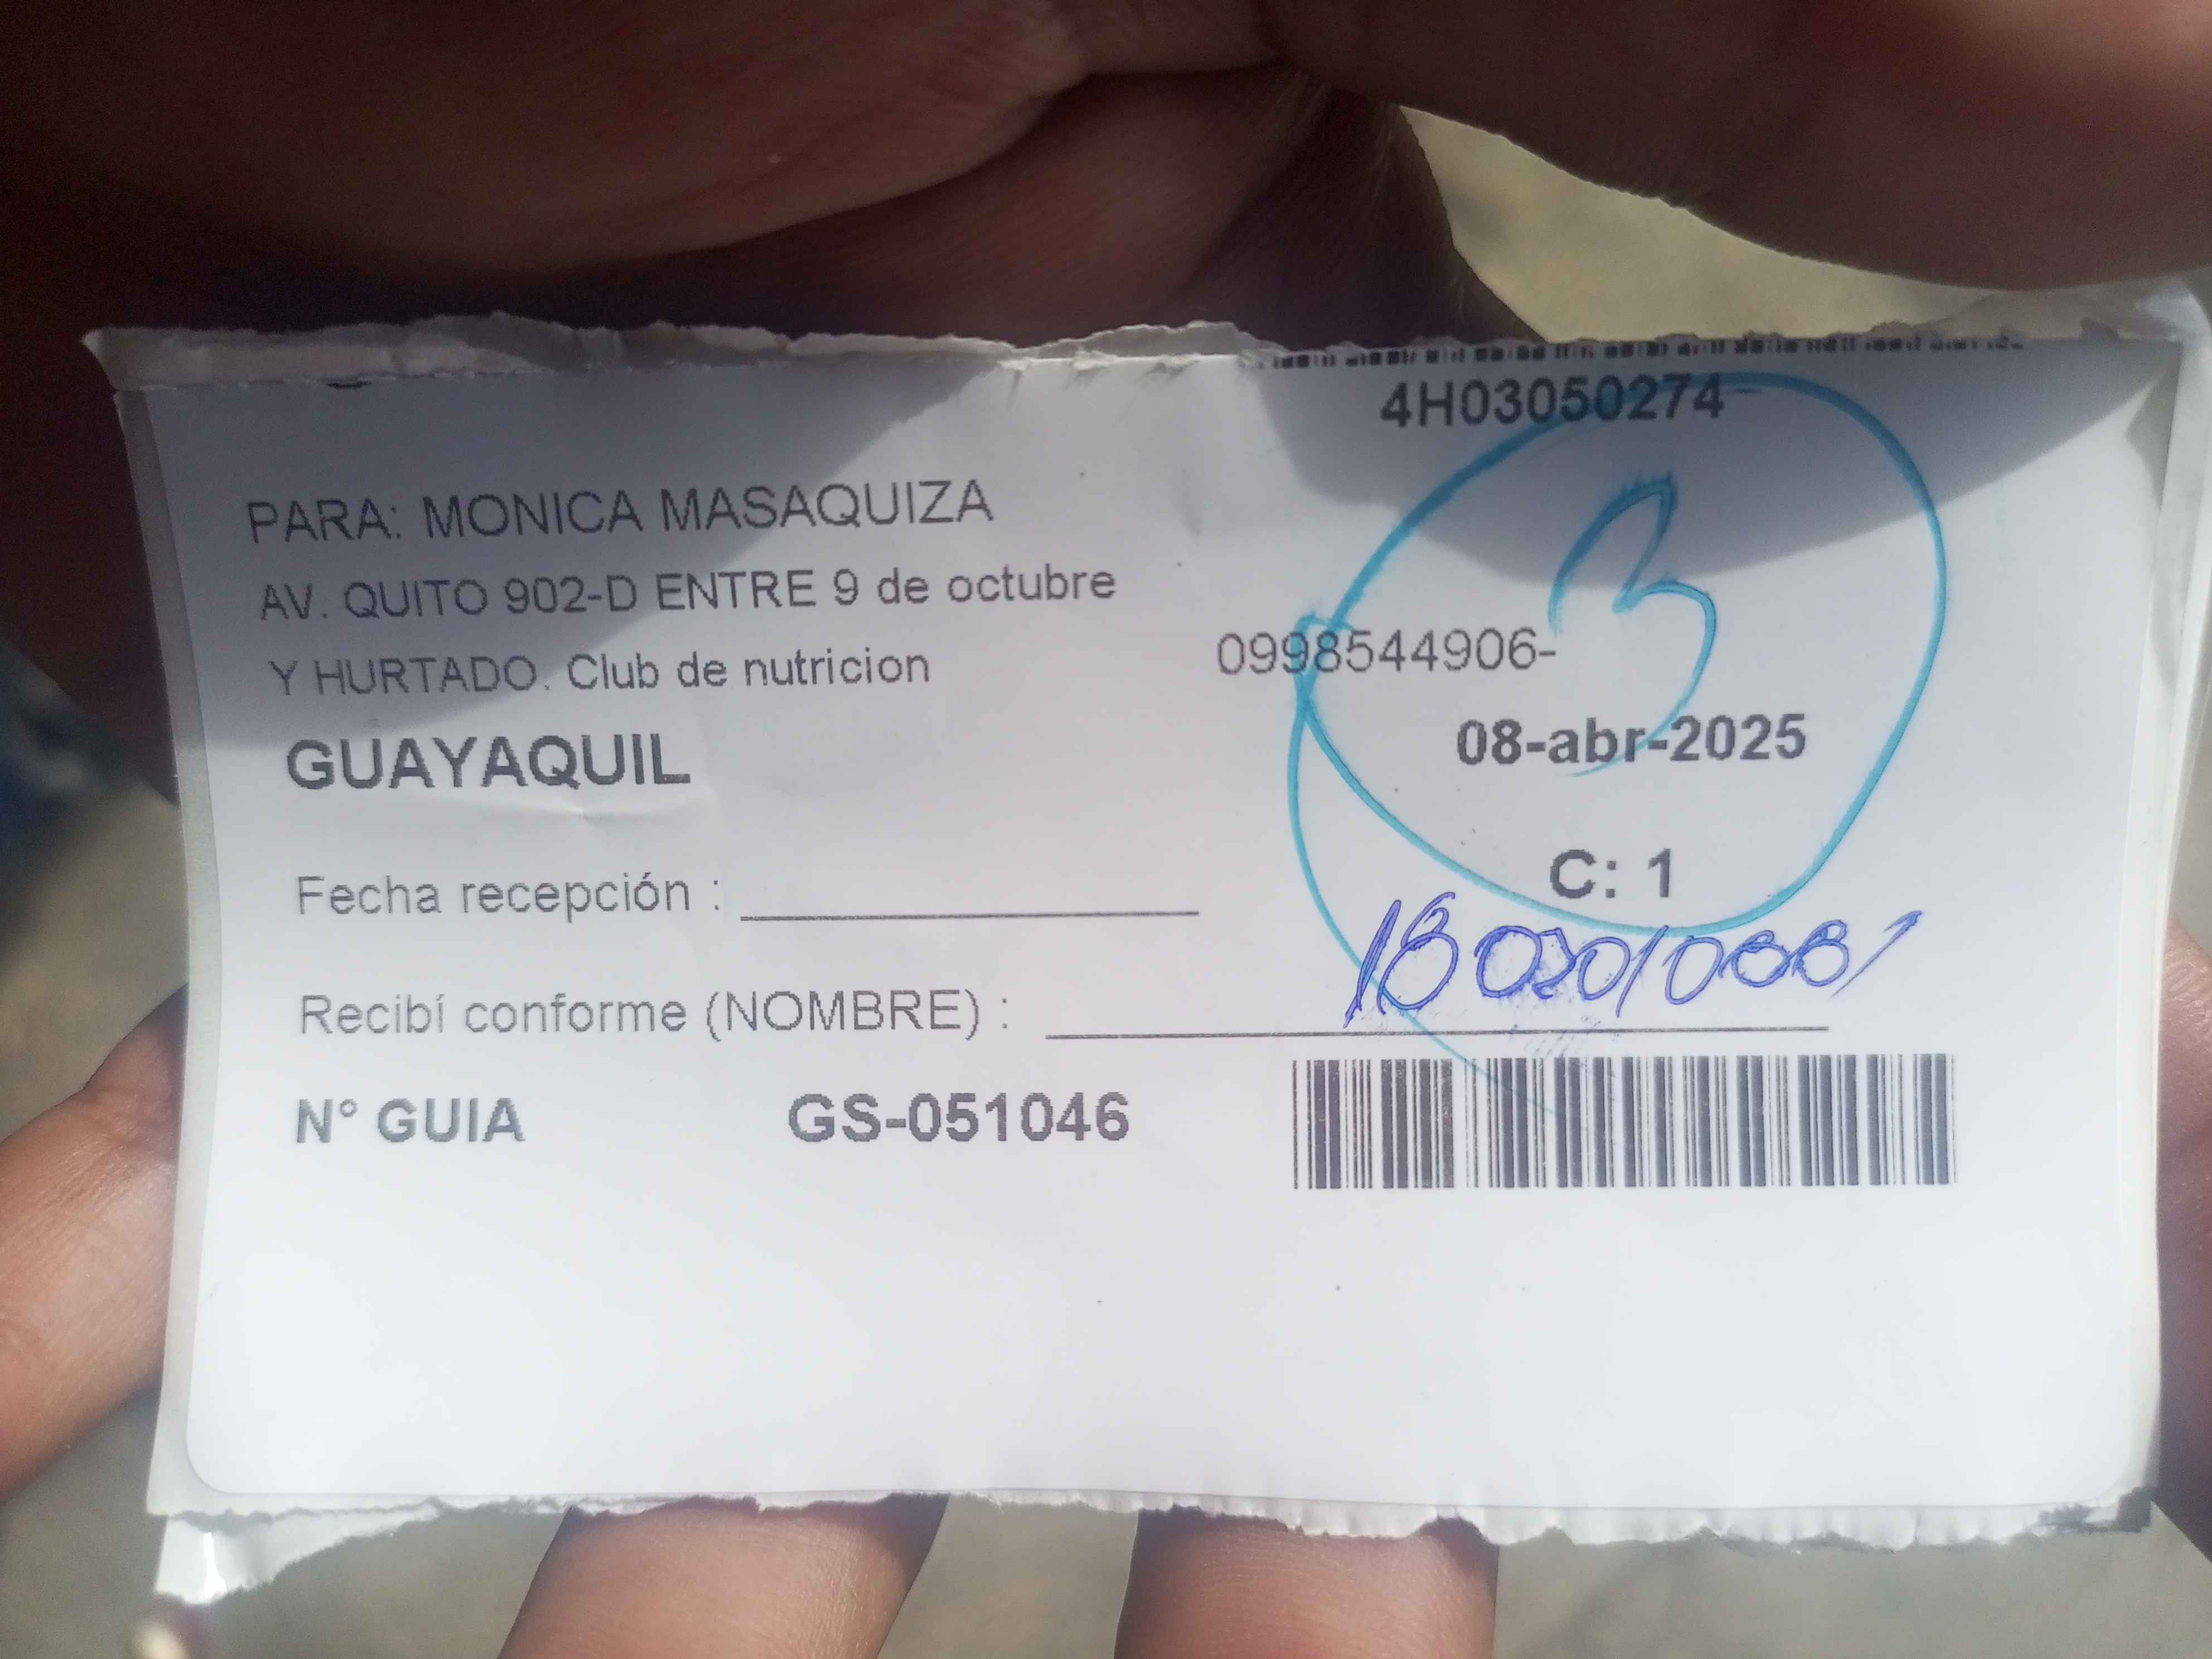 4H03050274
3
PARA: MONICA MASAQUIZA
AV. QUITO 902-D ENTRE 9 de octubre
Y HURTADO. Club de nutricion
0998544906-
GUAYAQUIL
08-abr-2025
C: 1
Fecha recepción :
Recibí conforme (NOMBRE) :
N° GUIA GS-051046